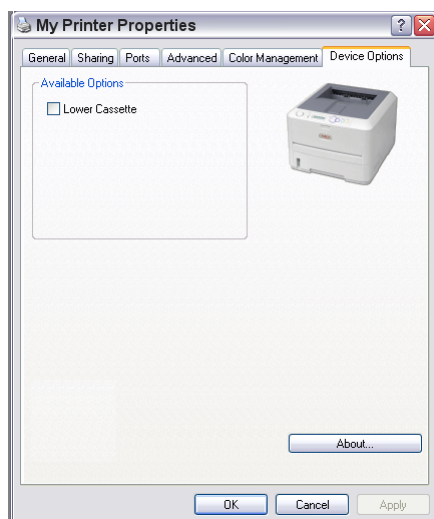 My Printer Properties
General Sharing Ports Advanced Color Management Device Options
Available Options
Lower Cassette
About...
OK Cancel Apply